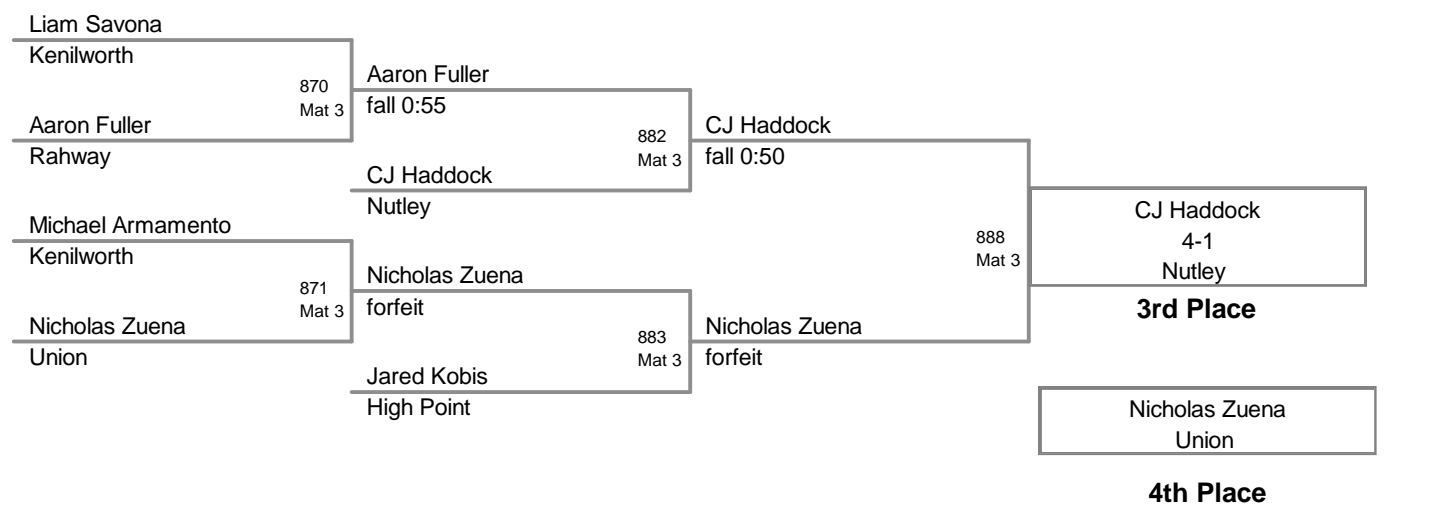 Liam Savona
Kenilworth
870
Mat 3
Aaron Fuller
Rahway
Aaron Fuller
fall 0:55
882
Mat 3
CJ Haddock
Nutley
CJ Haddock
fall 0:50
Michael Armamento
Kenilworth
871
Mat 3
Nicholas Zuena
Union
Nicholas Zuena
forfeit
883
Mat 3
Jared Kobis
High Point
Nicholas Zuena
forfeit
888
Mat 3
CJ Haddock
4-1
Nutley
3rd Place
Nicholas Zuena
Union
4th Place